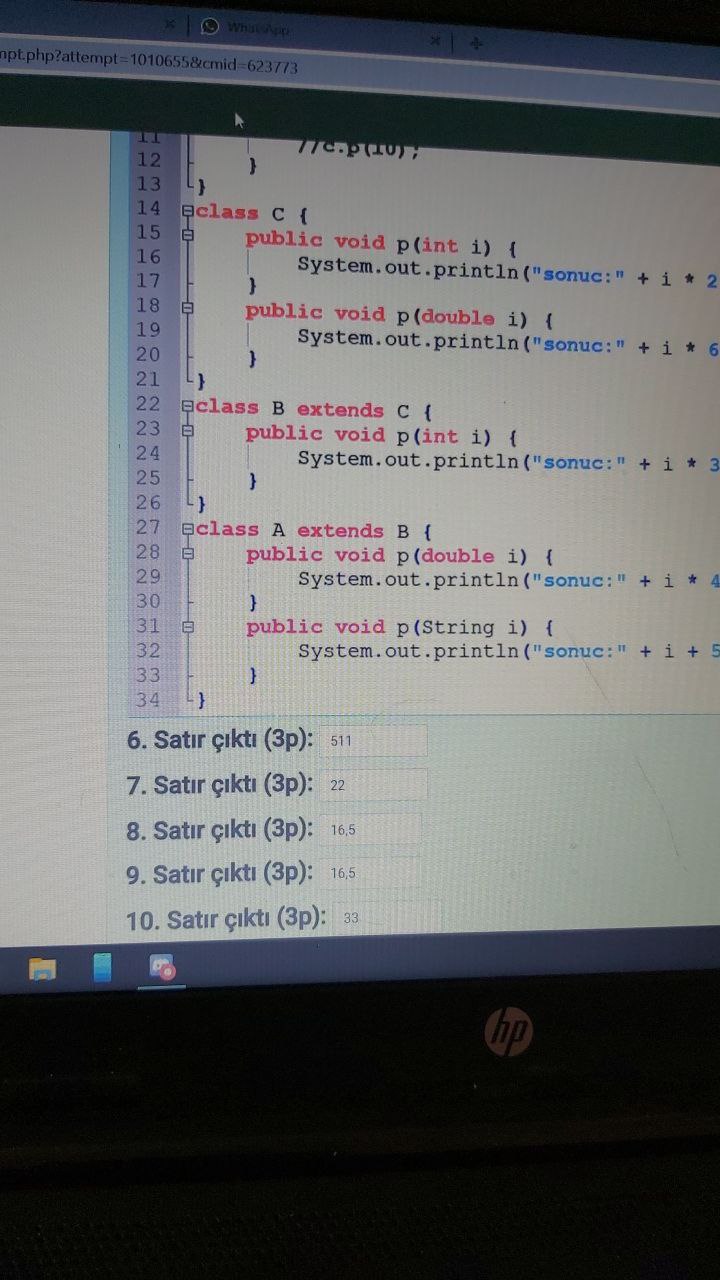 WhatsApp
mpt.php?attempt=1010655&cmid=623773
11 //c.p(10);
12 }
13 }
14 class C {
15 public void p(int i) {
16 System.out.println("sonuc:" + i * 2
17 }
18 public void p(double i) {
19 System.out.println("sonuc:" + i * 6
20 }
21 }
22 class B extends C {
23 public void p(int i) {
24 System.out.println("sonuc:" + i * 3
25 }
26 }
27 class A extends B {
28 public void p(double i) {
29 System.out.println("sonuc:" + i * 4
30 }
31 public void p(String i) {
32 System.out.println("sonuc:" + i + 5
33 }
34 }
6. Satır çıktı (3p): 511
7. Satır çıktı (3p): 22
8. Satır çıktı (3p): 16,5
9. Satır çıktı (3p): 16,5
10. Satır çıktı (3p): 33
hp